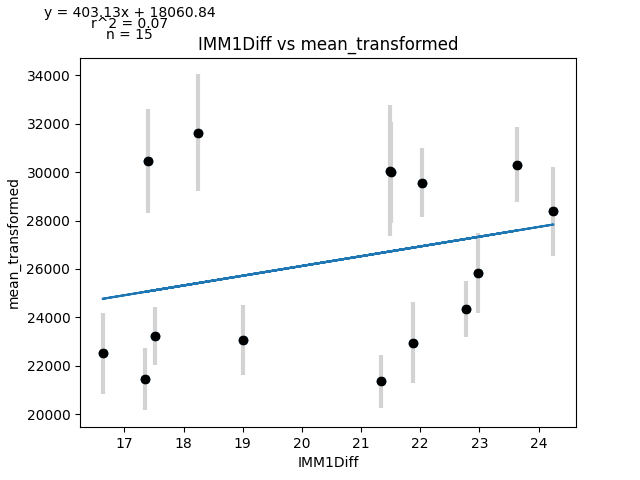 y = 403.13x + 18060.84
r^2 = 0.07
n = 15
IMM1Diff vs mean_transformed
34000
32000
30000
28000
26000
24000
22000
20000
mean_transformed
17 18 19 20 21 22 23 24
IMM1Diff